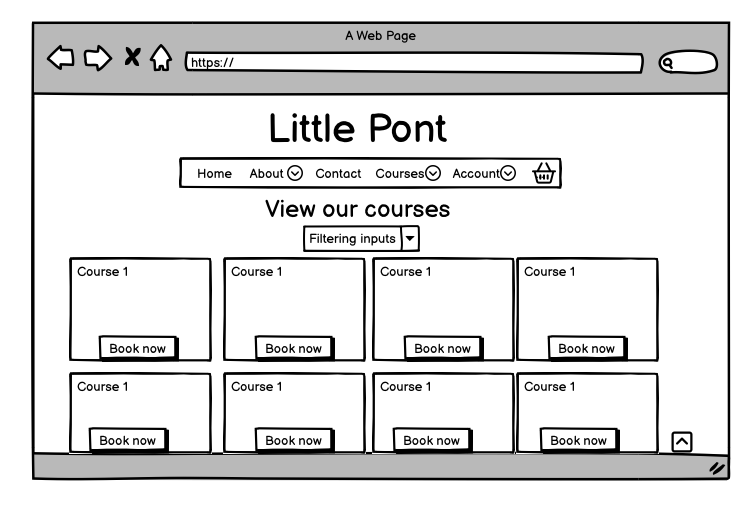 A Web Page
https://
Little Pont
Home About Contact Courses Account
View our courses
Filtering inputs
Course 1 Course 1 Course 1 Course 1
Book now Book now Book now Book now
Course 1 Course 1 Course 1 Course 1
Book now Book now Book now Book now